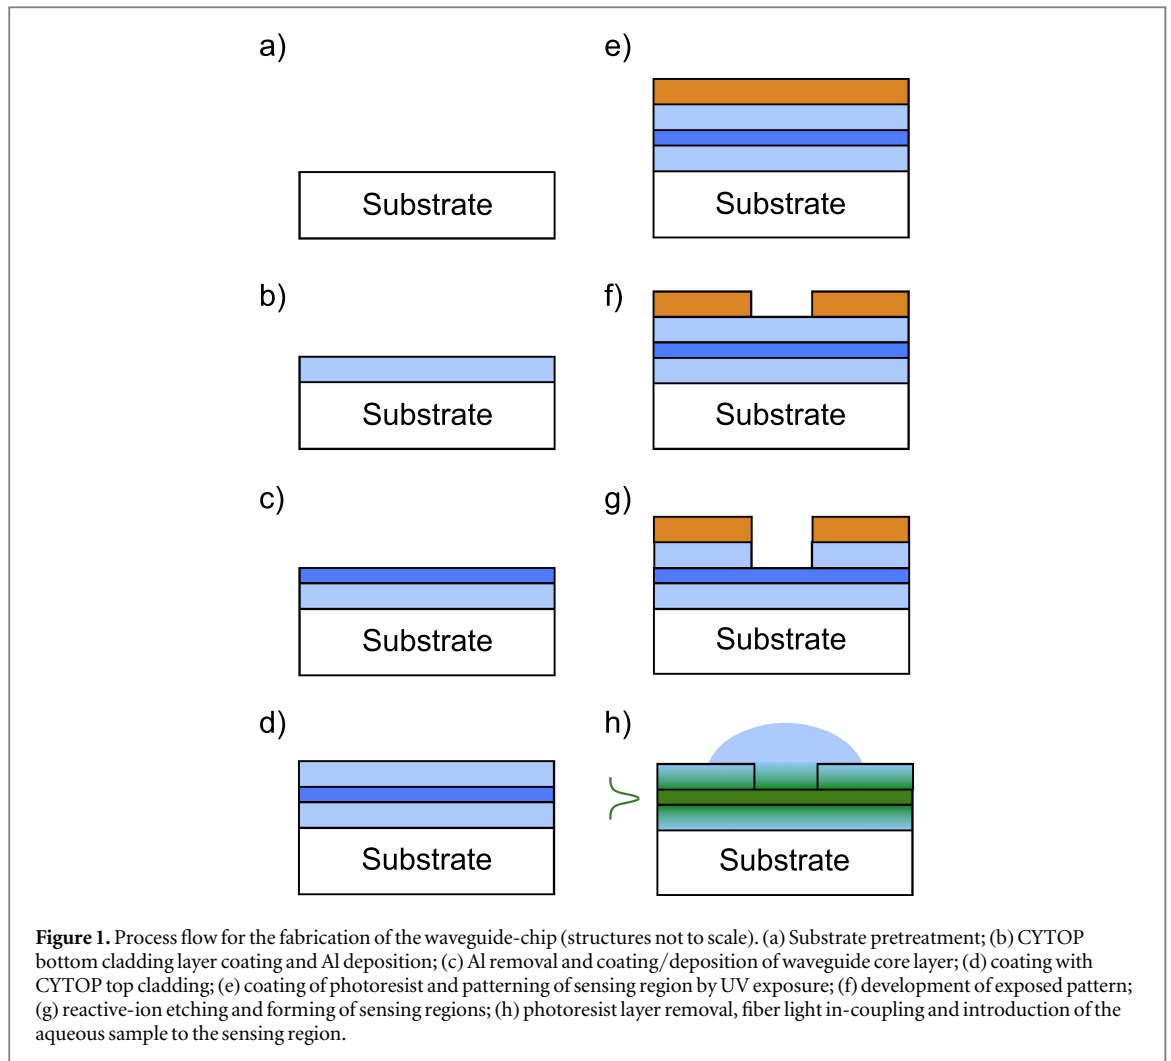 a)
Substrate
b)
Substrate
c)
Substrate
d)
Substrate
e)
Substrate
f)
Substrate
g)
Substrate
h)
Substrate
Figure 1. Process flow for the fabrication of the waveguide-chip (structures not to scale). (a) Substrate pretreatment; (b) CYTOP
bottom cladding layer coating and Al deposition; (c) Al removal and coating/deposition of waveguide core layer; (d) coating with
CYTOP top cladding; (e) coating of photoresist and patterning of sensing region by UV exposure; (f) development of exposed pattern;
(g) reactive-ion etching and forming of sensing regions; (h) photoresist layer removal, fiber light in-coupling and introduction of the
aqueous sample to the sensing region.